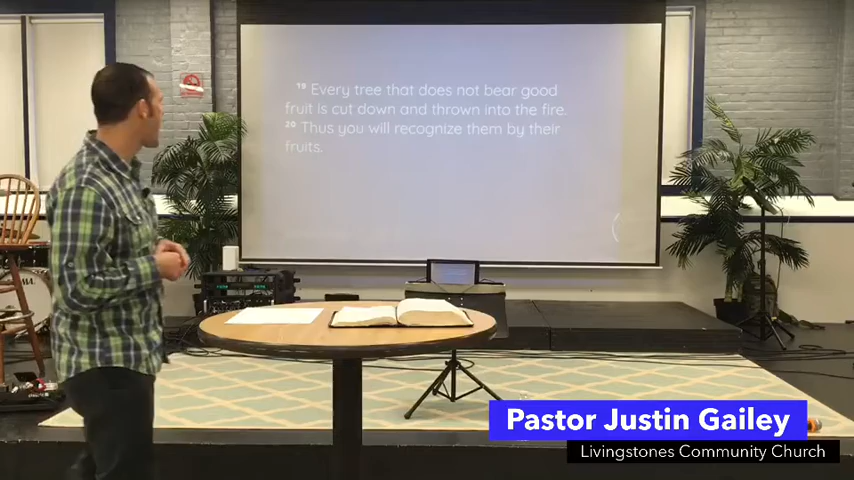 ¹⁹ Every tree that does not bear good
fruit is cut down and thrown into the fire.
²⁰ Thus you will recognize them by their
fruits.
Pastor Justin Gailey
Livingstones Community Church